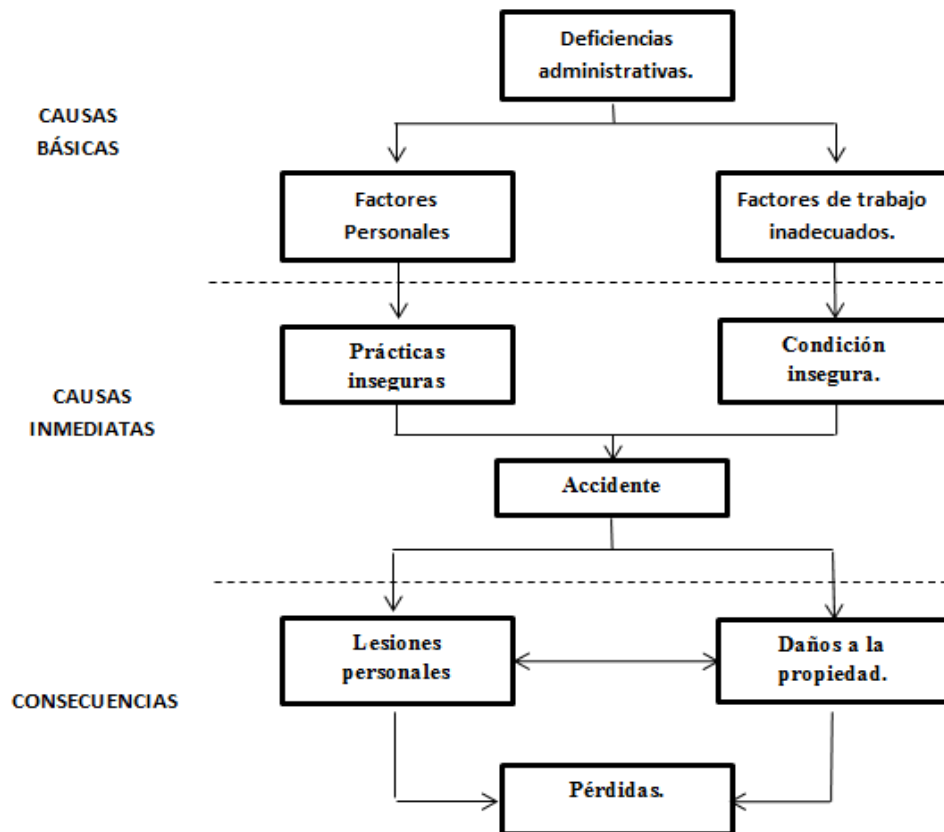 Deficiencias
administrativas.
CAUSAS
BÁSICAS
Factores
Personales
Factores de trabajo
inadecuados.
Prácticas
inseguras
Condición
insegura.
CAUSAS
INMEDIATAS
Accidente
Lesiones
personales
Daños a la
propiedad.
CONSECUENCIAS
Pérdidas.